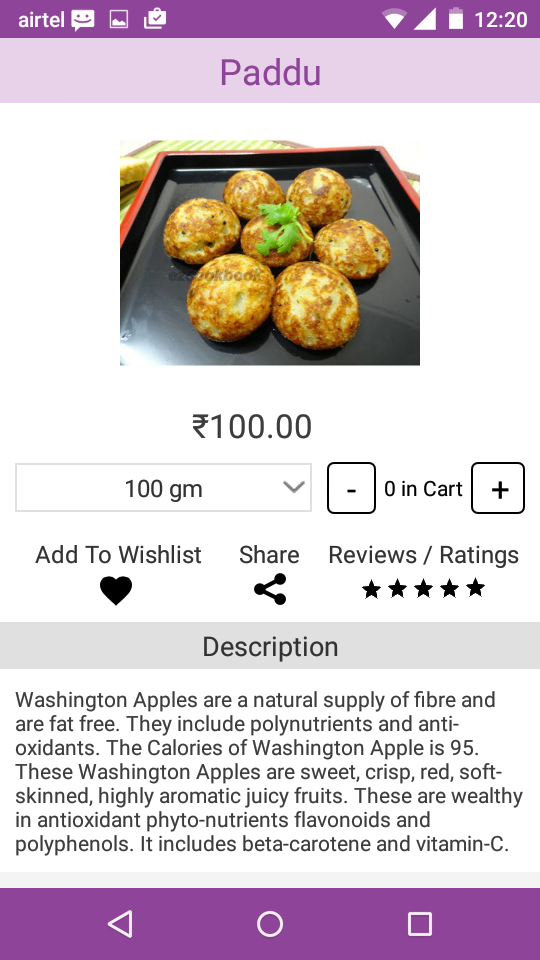 airtel 12:20
Paddu
ezcookbook
₹100.00
100 gm - 0 in Cart +
Add To Wishlist Share Reviews / Ratings
Description
Washington Apples are a natural supply of fibre and
are fat free. They include polynutrients and anti-
oxidants. The Calories of Washington Apple is 95.
These Washington Apples are sweet, crisp, red, soft-
skinned, highly aromatic juicy fruits. These are wealthy
in antioxidant phyto-nutrients flavonoids and
polyphenols. It includes beta-carotene and vitamin-C.